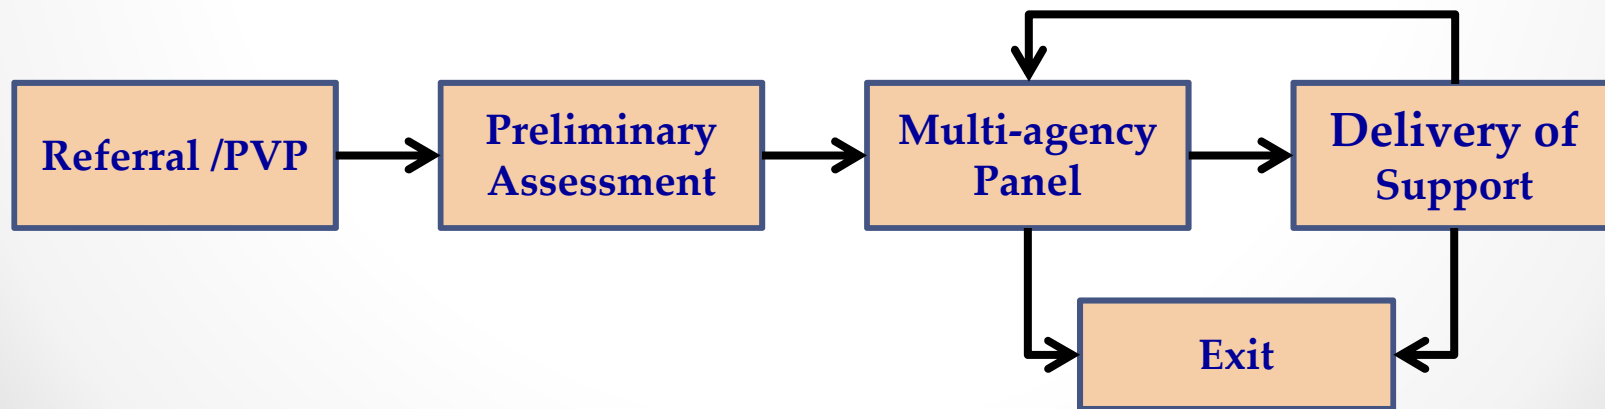 Referral /PVP
Preliminary
Assessment
Multi-agency
Panel
Delivery of
Support
Exit